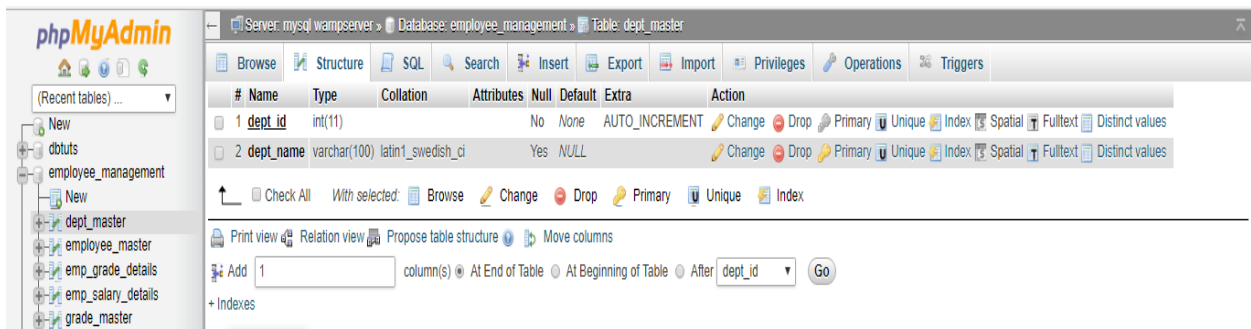 phpMyAdmin
(Recent tables) ...
New
dbtuts
employee_management
New
dept_master
employee_master
emp_grade_details
emp_salary_details
grade_master
Server: mysql wampserver » Database: employee_management » Table: dept_master
Browse Structure SQL Search Insert Export Import Privileges Operations Triggers
# Name Type Collation Attributes Null Default Extra Action
1 dept_id int(11) No None AUTO_INCREMENT Change Drop Primary Unique Index Spatial Fulltext Distinct values
2 dept_name varchar(100) latin1_swedish_ci Yes NULL Change Drop Primary Unique Index Spatial Fulltext Distinct values
Check All With selected: Browse Change Drop Primary Unique Index
Print view Relation view Propose table structure Move columns
Add 1 column(s) At End of Table At Beginning of Table After dept_id Go
+ Indexes